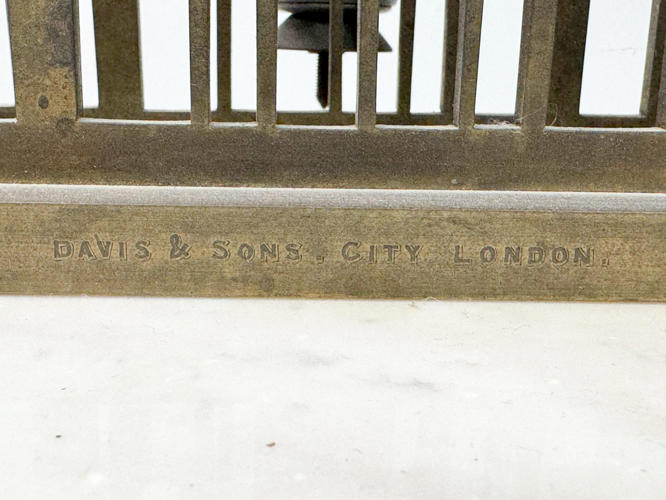 DAVIS & SONS. CITY LONDON.